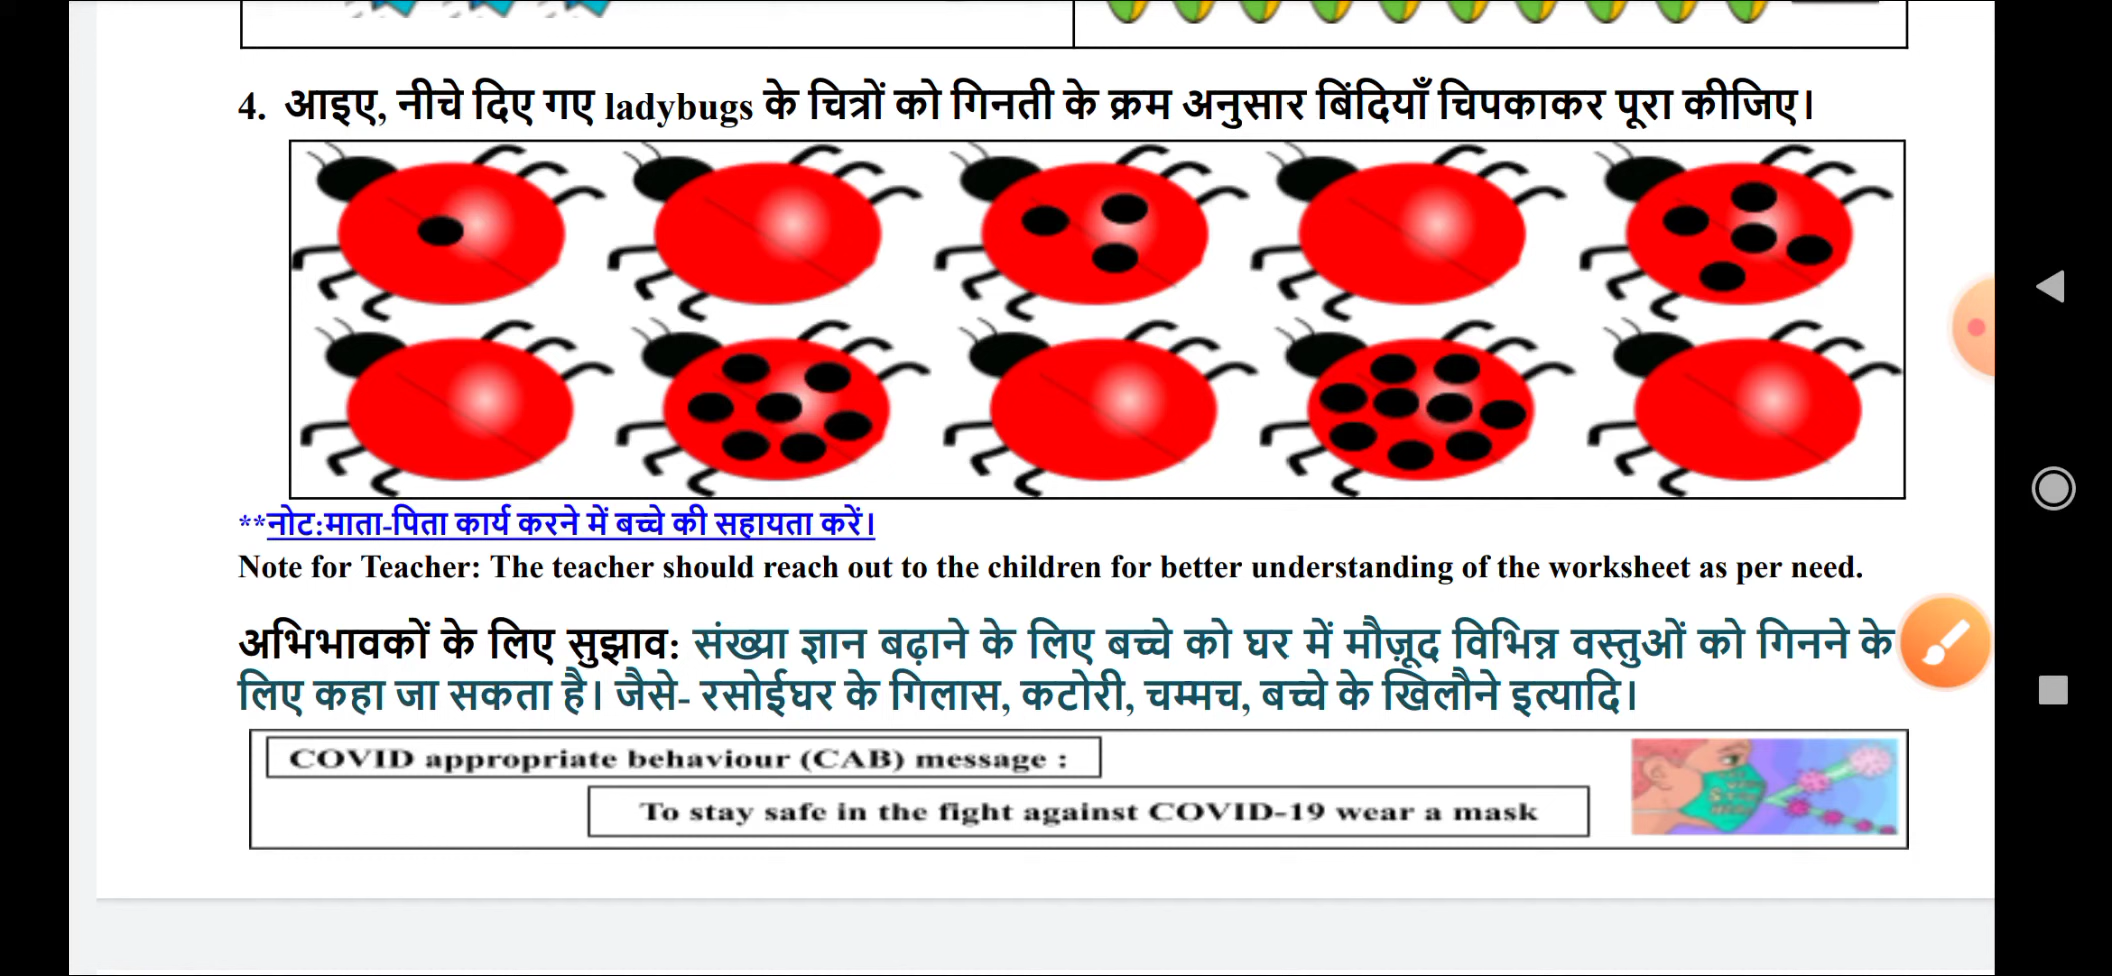 4. आइए, नीचे दिए गए ladybugs के चित्रों को गिनती के क्रम अनुसार बिंदियाँ चिपकाकर पूरा कीजिए।
**नोट:माता-पिता कार्य करने में बच्चे की सहायता करें।
Note for Teacher: The teacher should reach out to the children for better understanding of the worksheet as per need.
अभिभावकों के लिए सुझाव: संख्या ज्ञान बढ़ाने के लिए बच्चे को घर में मौज़ूद विभिन्न वस्तुओं को गिनने के
लिए कहा जा सकता है। जैसे- रसोईघर के गिलास, कटोरी, चम्मच, बच्चे के खिलौने इत्यादि।
COVID appropriate behaviour (CAB) message :
To stay safe in the fight against COVID-19 wear a mask